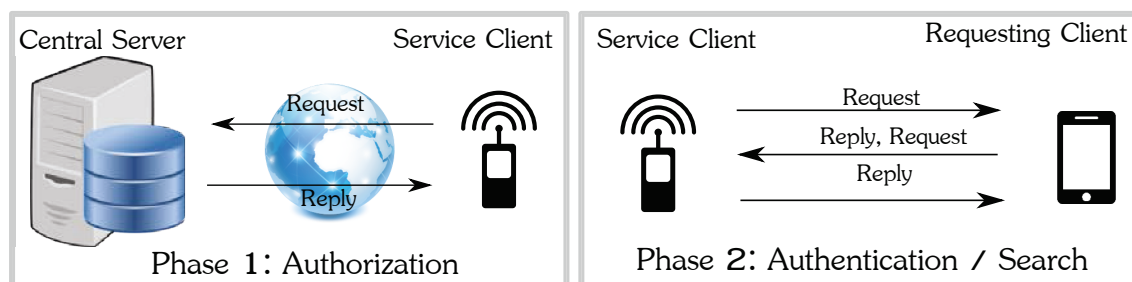 Central Server
Service Client
Request
Reply
Phase 1: Authorization
Service Client
Requesting Client
Request
Reply, Request
Reply
Phase 2: Authentication / Search